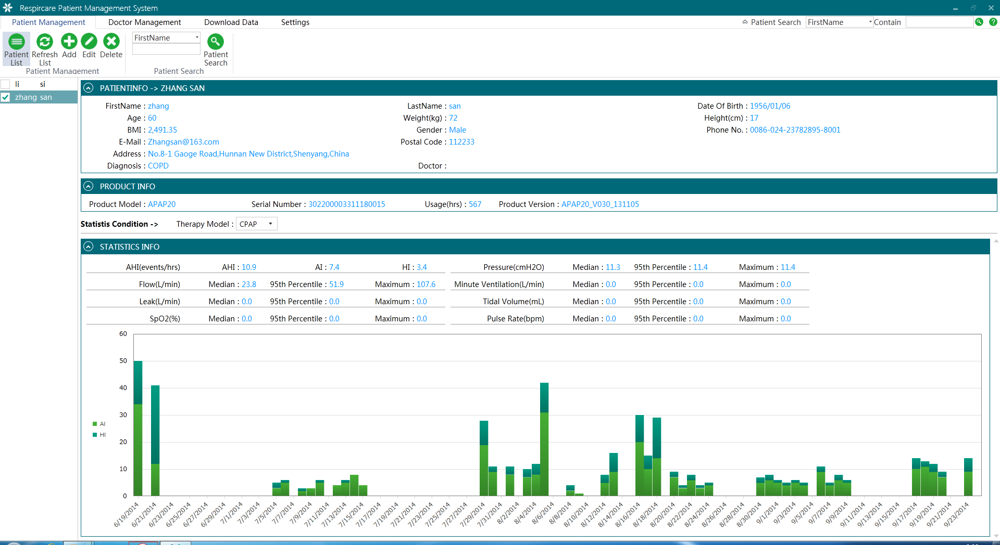 Respircare Patient Management System
Patient Management Doctor Management Download Data Settings Patient Search FirstName Contain ?
Patient List Refresh List Add Edit Delete FirstName Patient Search
Patient Management Patient Search
li si
zhang san
PATIENTINFO -> ZHANG SAN
FirstName : zhang LastName : san Date Of Birth : 1956/01/06
Age : 60 Weight(kg) : 72 Height(cm) : 17
BMI : 2,491.35 Gender : Male Phone No. : 0086-024-23782895-8001
E-Mail : Zhangsan@163.com Postal Code : 112233
Address : No.8-1 Gaoge Road,Hunnan New District,Shenyang,China
Diagnosis : COPD Doctor :
PRODUCT INFO
Product Model : APAP20 Serial Number : 302200003311180015 Usage(hrs) : 567 Product Version : APAP20_V030_131105
Statistis Condition -> Therapy Model : CPAP
STATISTICS INFO
AHI(events/hrs) AHI : 10.9 AI : 7.4 HI : 3.4 Pressure(cmH2O) Median : 11.3 95th Percentile : 11.4 Maximum : 11.4
Flow(L/min) Median : 23.8 95th Percentile : 51.9 Maximum : 107.6 Minute Ventilation(L/min) Median : 0.0 95th Percentile : 0.0 Maximum : 0.0
Leak(L/min) Median : 0.0 95th Percentile : 0.0 Maximum : 0.0 Tidal Volume(mL) Median : 0.0 95th Percentile : 0.0 Maximum : 0.0
SpO2(%) Median : 0.0 95th Percentile : 0.0 Maximum : 0.0 Pulse Rate(bpm) Median : 0.0 95th Percentile : 0.0 Maximum : 0.0
60
50
40
30
AI
HI
20
10
0
6/19/2014 6/21/2014 6/23/2014 6/25/2014 6/27/2014 6/29/2014 7/1/2014 7/3/2014 7/5/2014 7/7/2014 7/9/2014 7/11/2014 7/13/2014 7/15/2014 7/17/2014 7/19/2014 7/21/2014 7/23/2014 7/25/2014 7/27/2014 7/29/2014 7/31/2014 8/2/2014 8/4/2014 8/6/2014 8/8/2014 8/10/2014 8/12/2014 8/14/2014 8/16/2014 8/18/2014 8/20/2014 8/22/2014 8/24/2014 8/26/2014 8/28/2014 8/30/2014 9/1/2014 9/3/2014 9/5/2014 9/7/2014 9/9/2014 9/11/2014 9/13/2014 9/15/2014 9/17/2014 9/19/2014 9/21/2014 9/23/2014